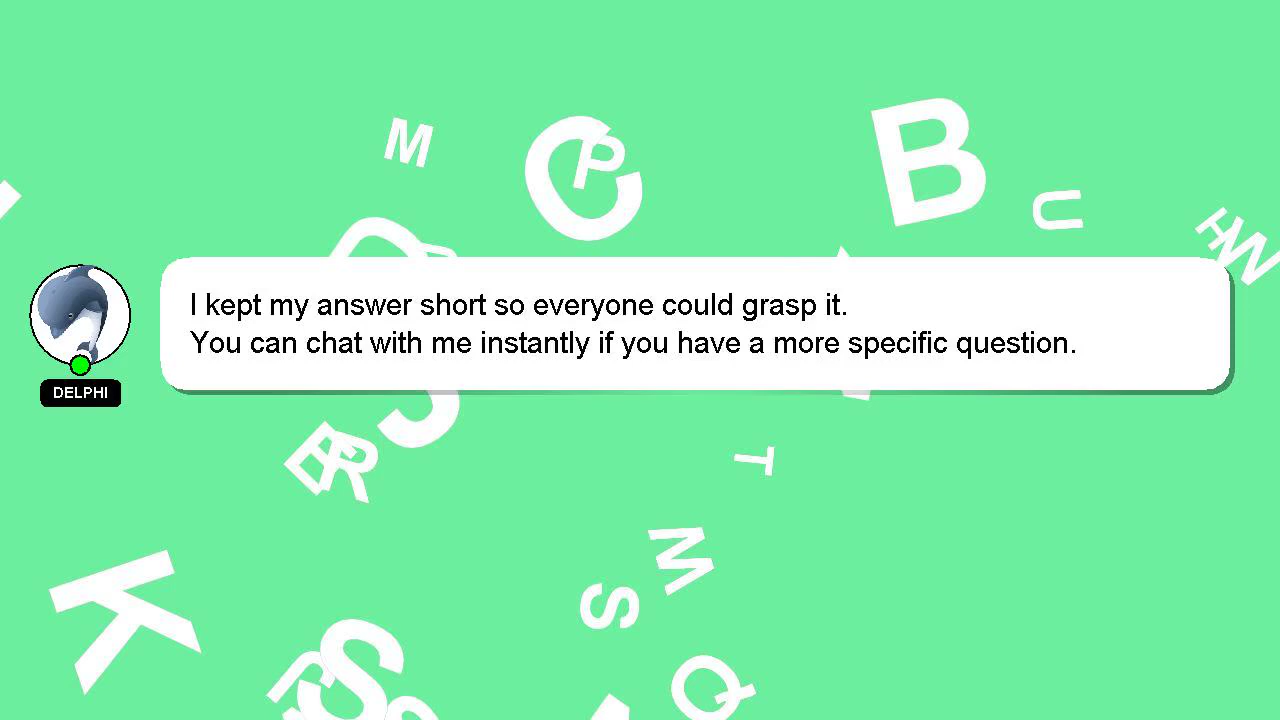 M
C
P
B
U
H
W
I kept my answer short so everyone could grasp it.
You can chat with me instantly if you have a more specific question.
DELPHI
R
T
K
M
S
S
Q